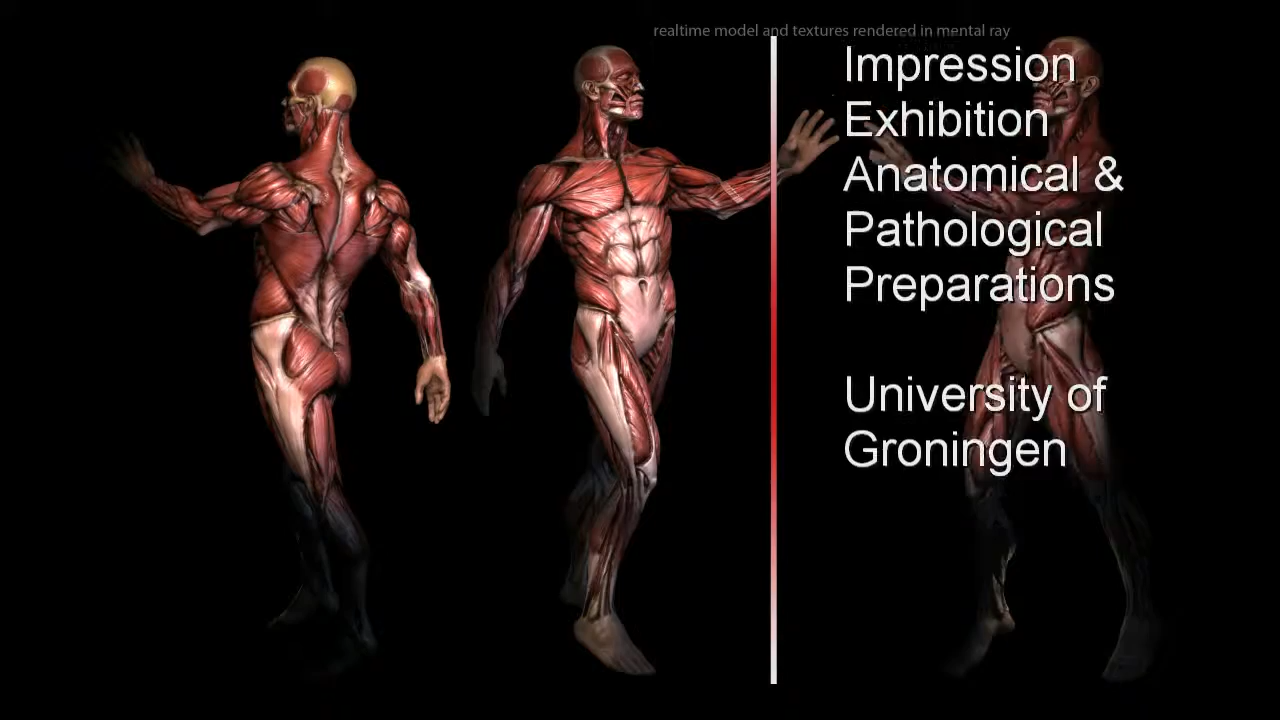 realtime model and textures rendered in mental ray
Impression
Exhibition
Anatomical &
Pathological
Preparations
University of
Groningen